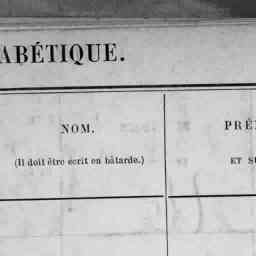 ABÉTIQUE.
NOM.
(Il doit être écrit en bâtarde.)
PRÉ
ET S